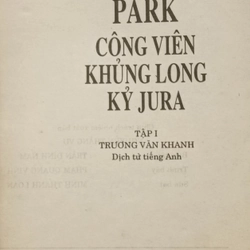 PARK
CÔNG VIÊN
KHỦNG LONG
KỶ JURA
TẬP I
TRƯƠNG VĂN KHANH
Dịch từ tiếng Anh